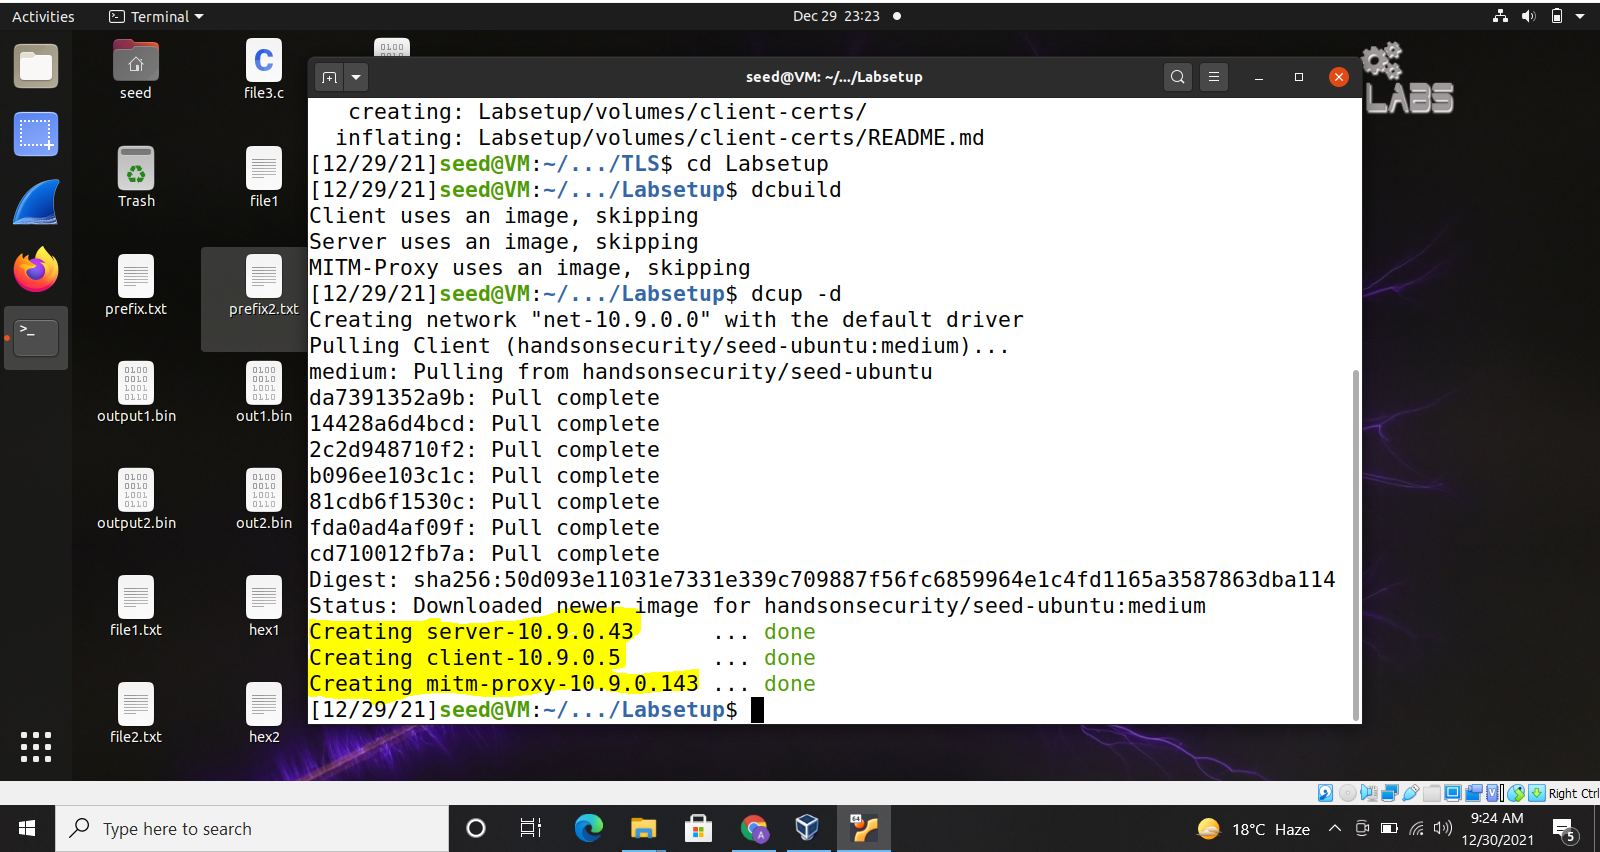 Activities
Terminal
Dec 29 23:23
seed
file3.c
Trash
file1
prefix.txt
prefix2.txt
output1.bin
out1.bin
output2.bin
out2.bin
file1.txt
hex1
file2.txt
hex2
LABS
seed@VM: ~/.../Labsetup
creating: Labsetup/volumes/client-certs/
inflating: Labsetup/volumes/client-certs/README.md
[12/29/21]seed@VM:~/.../TLS$ cd Labsetup
[12/29/21]seed@VM:~/.../Labsetup$ dcbuild
Client uses an image, skipping
Server uses an image, skipping
MITM-Proxy uses an image, skipping
[12/29/21]seed@VM:~/.../Labsetup$ dcup -d
Creating network "net-10.9.0.0" with the default driver
Pulling Client (handsonsecurity/seed-ubuntu:medium)...
medium: Pulling from handsonsecurity/seed-ubuntu
da7391352a9b: Pull complete
14428a6d4bcd: Pull complete
2c2d948710f2: Pull complete
b096ee103c1c: Pull complete
81cdb6f1530c: Pull complete
fda0ad4af09f: Pull complete
cd710012fb7a: Pull complete
Digest: sha256:50d093e11031e7331e339c709887f56fc6859964e1c4fd1165a3587863dba114
Status: Downloaded newer image for handsonsecurity/seed-ubuntu:medium
Creating server-10.9.0.43 ... done
Creating client-10.9.0.5 ... done
Creating mitm-proxy-10.9.0.143 ... done
[12/29/21]seed@VM:~/.../Labsetup$
Right Ctrl
Type here to search
18°C Haze
9:24 AM
12/30/2021
5